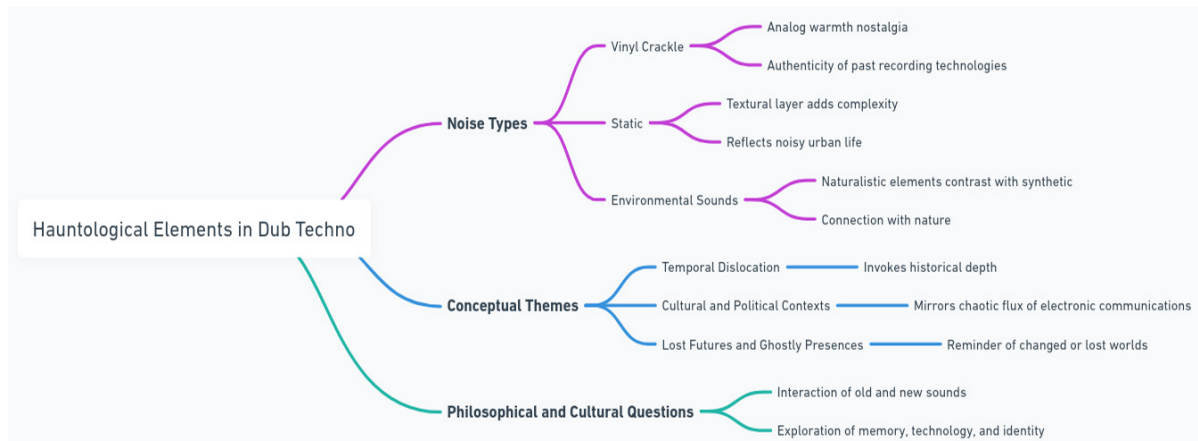 Hauntological Elements in Dub Techno
Noise Types
Vinyl Crackle
Analog warmth nostalgia
Authenticity of past recording technologies
Static
Textural layer adds complexity
Reflects noisy urban life
Environmental Sounds
Naturalistic elements contrast with synthetic
Connection with nature
Conceptual Themes
Temporal Dislocation
Invokes historical depth
Cultural and Political Contexts
Mirrors chaotic flux of electronic communications
Lost Futures and Ghostly Presences
Reminder of changed or lost worlds
Philosophical and Cultural Questions
Interaction of old and new sounds
Exploration of memory, technology, and identity